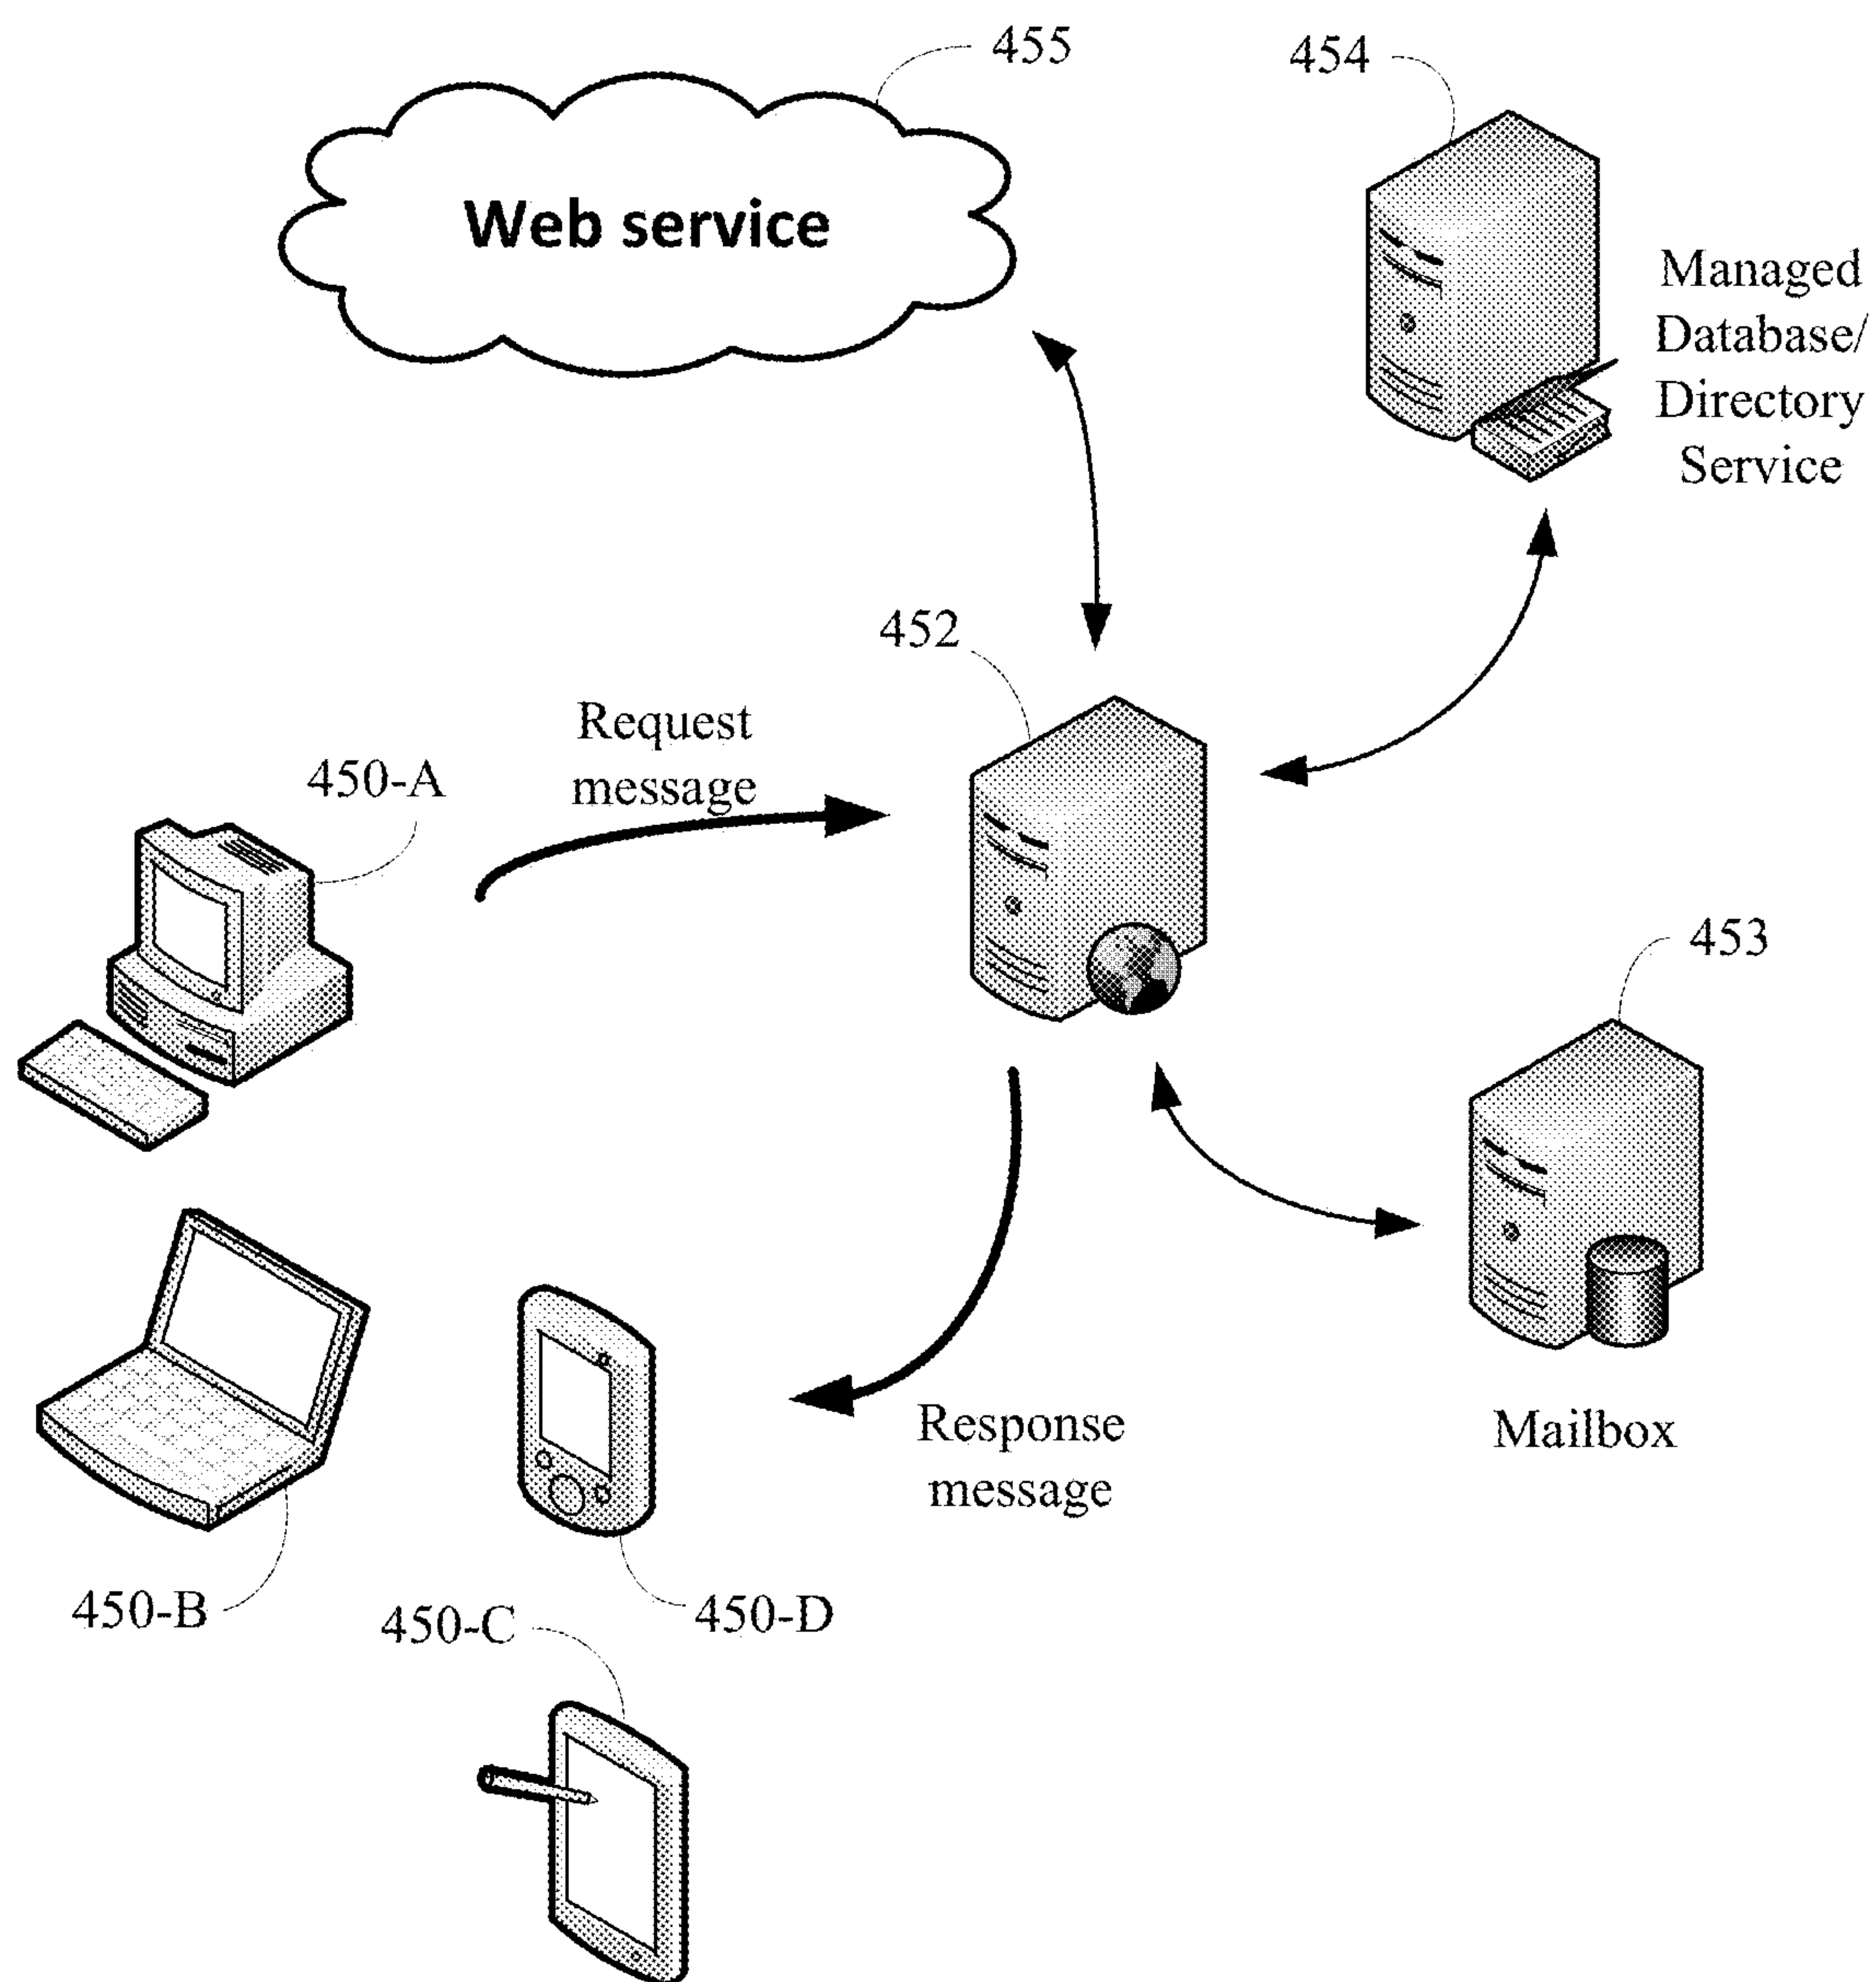 455
454
Web service
Managed
Database/
Directory
Service
452
Request
message
450-A
453
Response
message
Mailbox
450-B
450-D
450-C